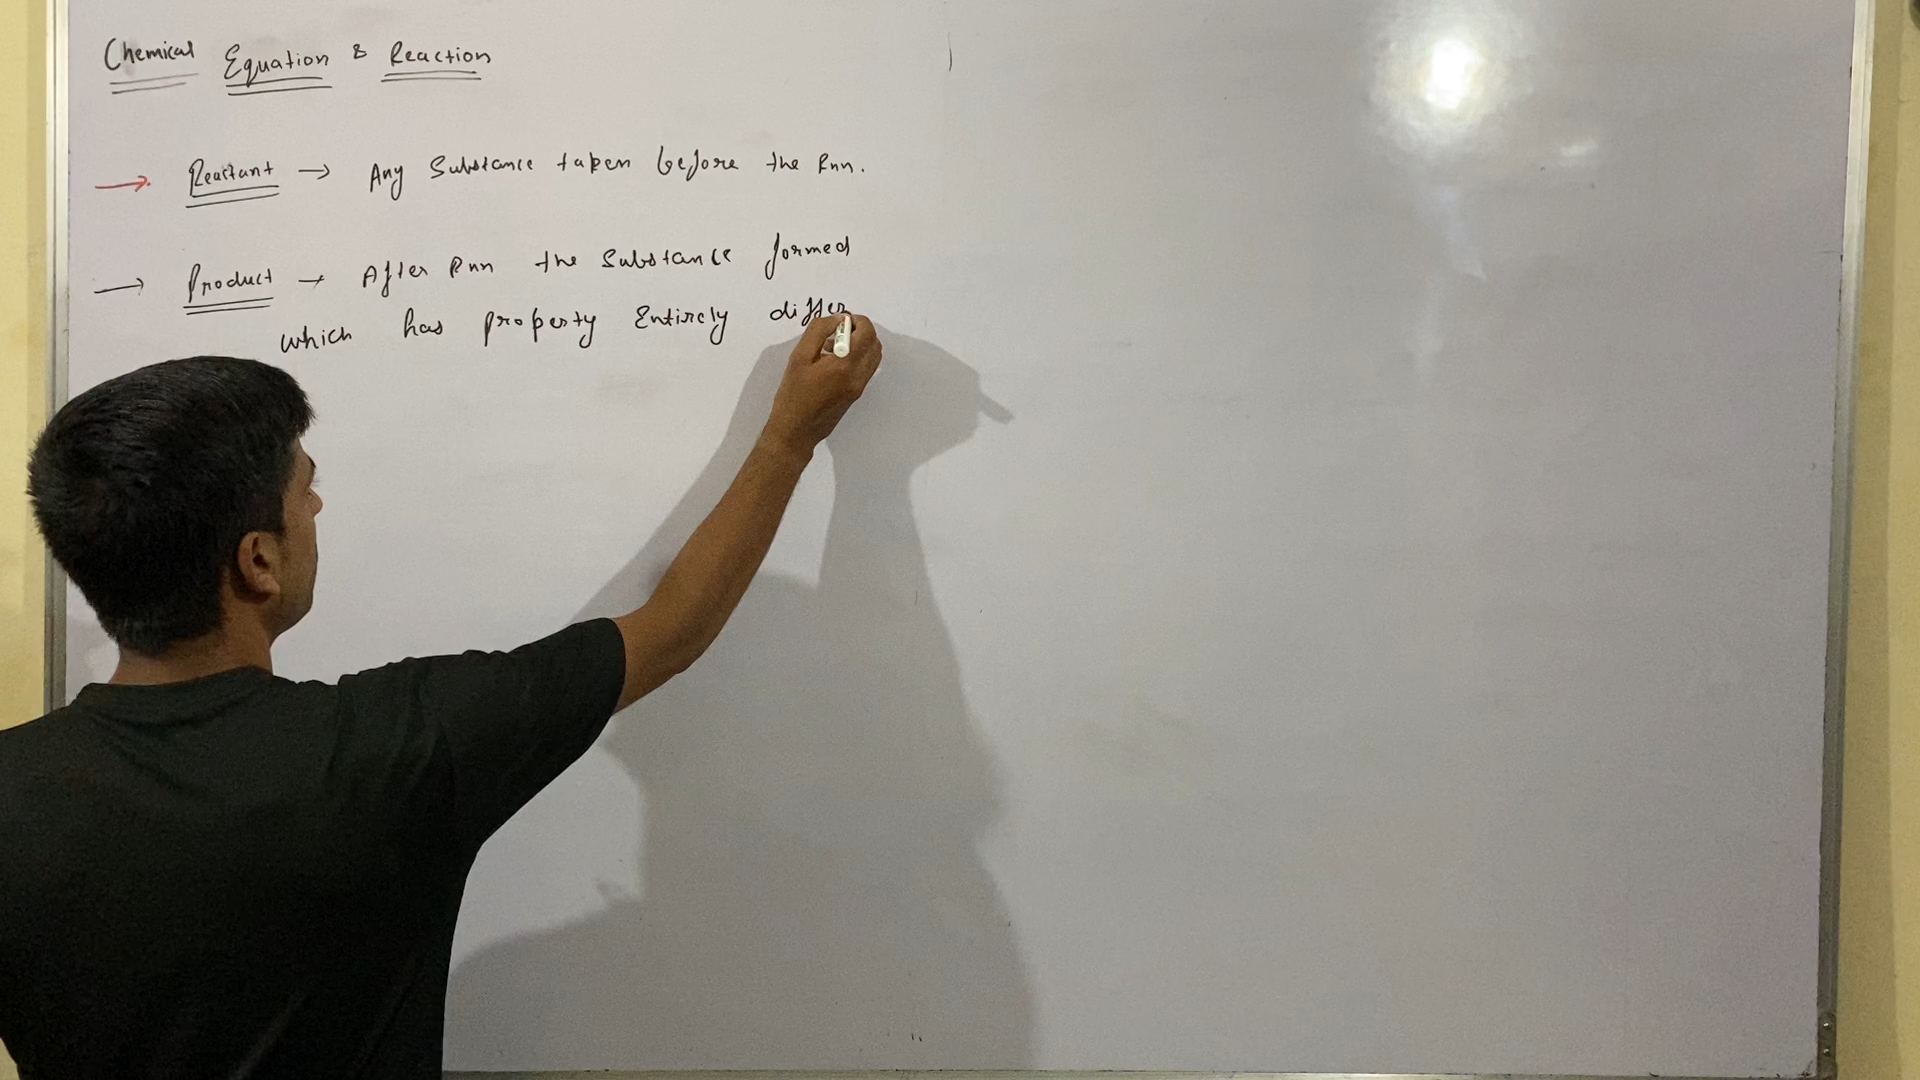 Chemical Equation & Reaction
→ Reactant → Any Substance taken before the Rnn.
→ Product → After Rnn the Substance formed
which has property Entirely differ